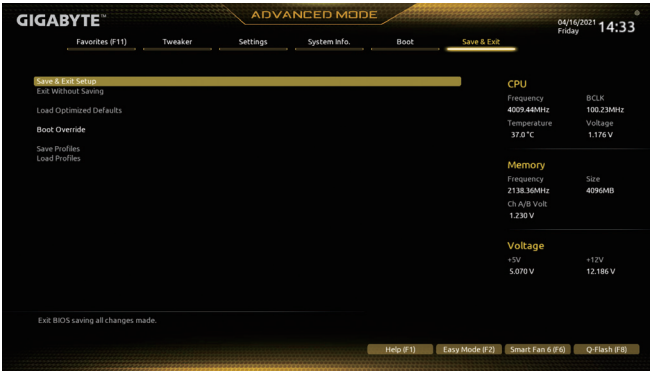 GIGABYTE™
ADVANCED MODE
04/16/2021
Friday
14:33
Favorites (F11)
Tweaker
Settings
System Info.
Boot
Save & Exit
Save & Exit Setup
Exit Without Saving
Load Optimized Defaults
Boot Override
Save Profiles
Load Profiles
CPU
Frequency BCLK
4009.44MHz 100.23MHz
Temperature Voltage
37.0 °C 1.176 V
Memory
Frequency Size
2138.36MHz 4096MB
Ch A/B Volt
1.230 V
Voltage
+5V +12V
5.070 V 12.186 V
Exit BIOS saving all changes made.
Help (F1)
Easy Mode (F2)
Smart Fan 6 (F6)
Q-Flash (F8)